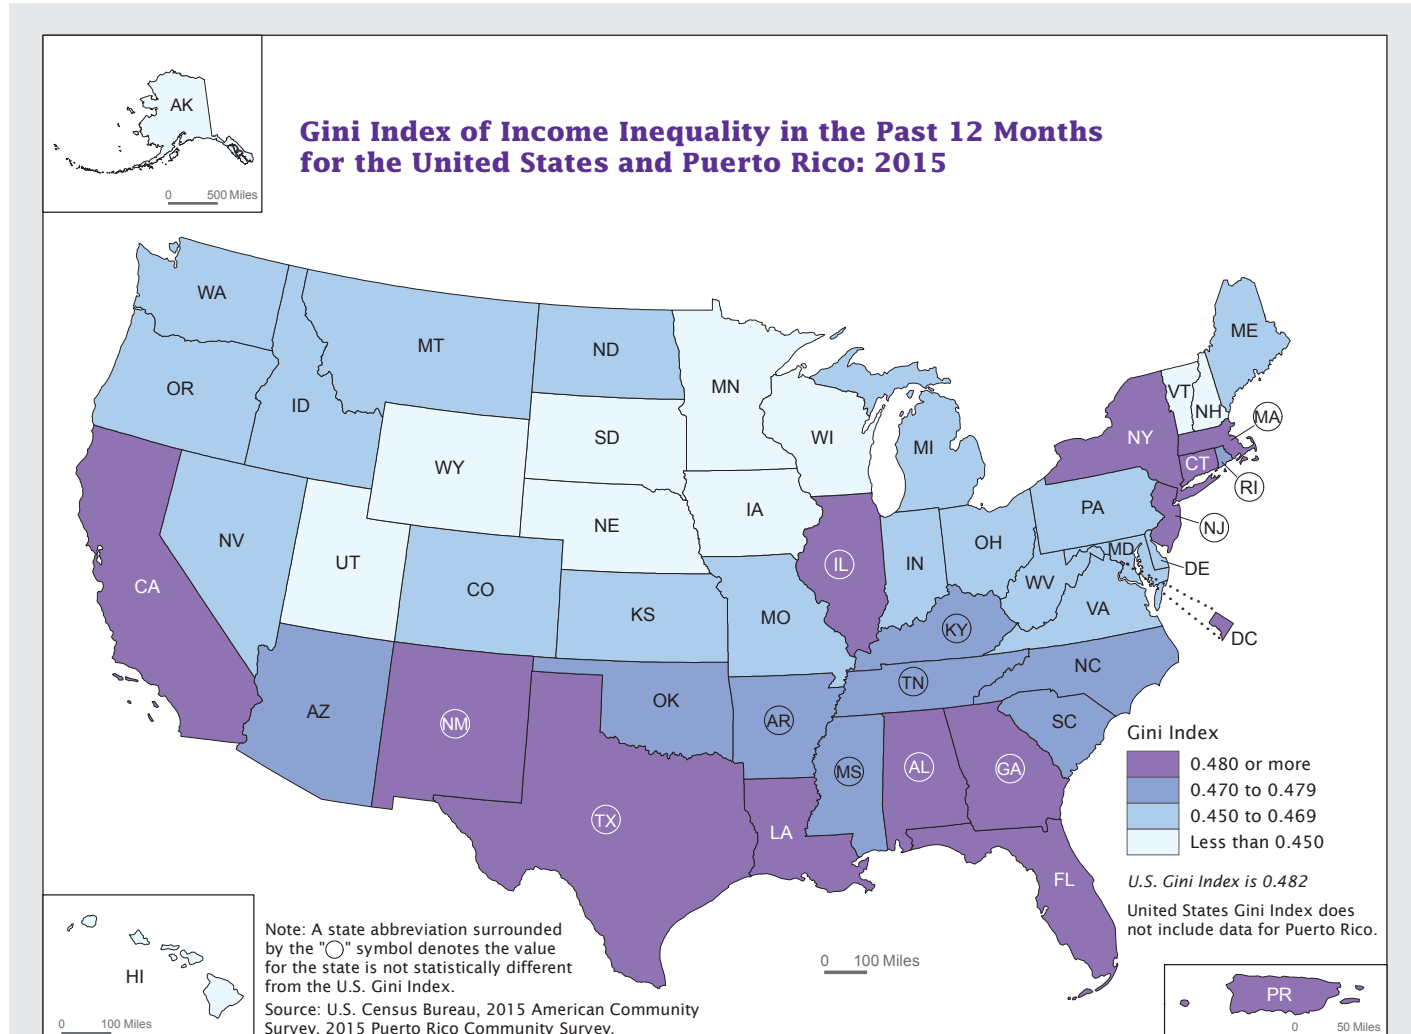 AK
0 500 Miles
Gini Index of Income Inequality in the Past 12 Months
for the United States and Puerto Rico: 2015
WA
MT
ND
MN
ME
OR
ID
SD
WI
MI
VT
NH
NY
MA
WY
CT
RI
IA
PA
NJ
NE
NV
UT
CO
IL
IN
OH
MD
DE
WV
CA
KS
MO
VA
KY
DC
NC
TN
OK
AZ
NM
AR
SC
MS
AL
GA
TX
LA
FL
Gini Index
0.480 or more
0.470 to 0.479
0.450 to 0.469
Less than 0.450
U.S. Gini Index is 0.482
United States Gini Index does
not include data for Puerto Rico.
HI
0 100 Miles
Note: A state abbreviation surrounded
by the "◯" symbol denotes the value
for the state is not statistically different
from the U.S. Gini Index.
Source: U.S. Census Bureau, 2015 American Community
Survey, 2015 Puerto Rico Community Survey.
0 100 Miles
PR
0 50 Miles